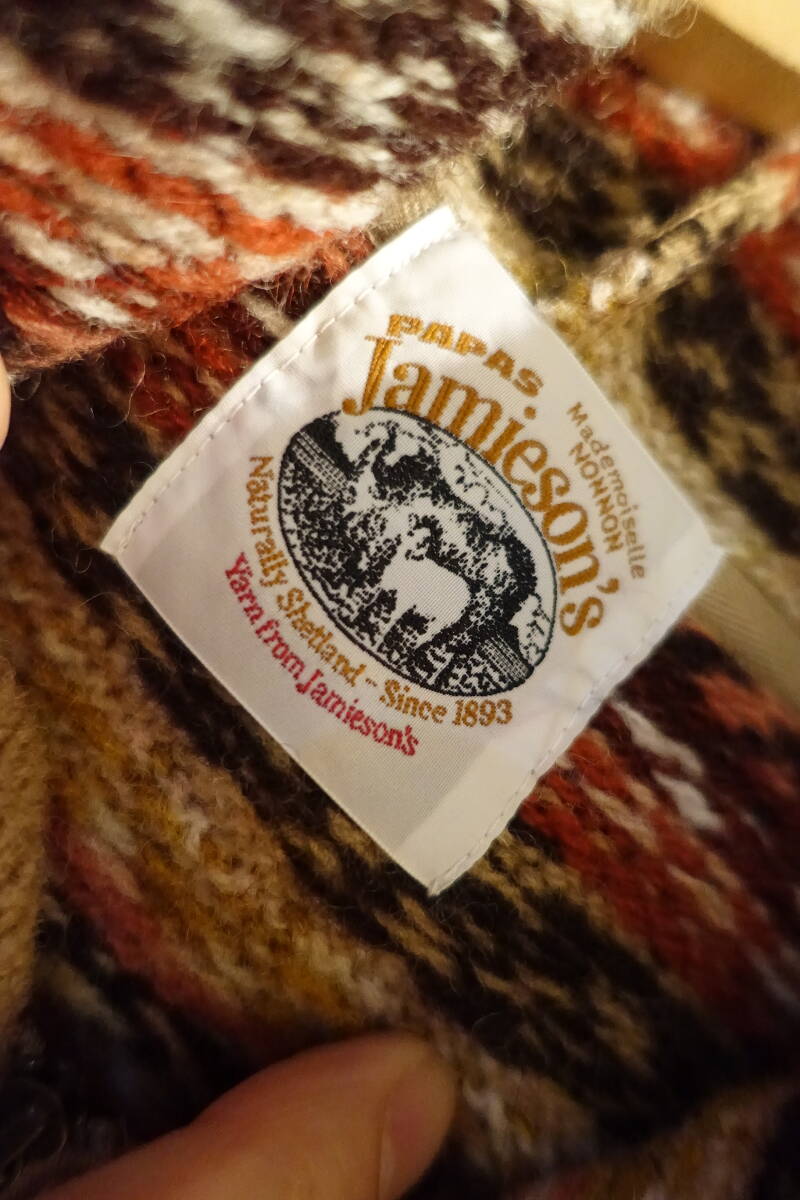 PAPAS
Jamieson's
Mademoiselle
NONNON
Naturally Shetland - Since 1893
Yarn from Jamieson's